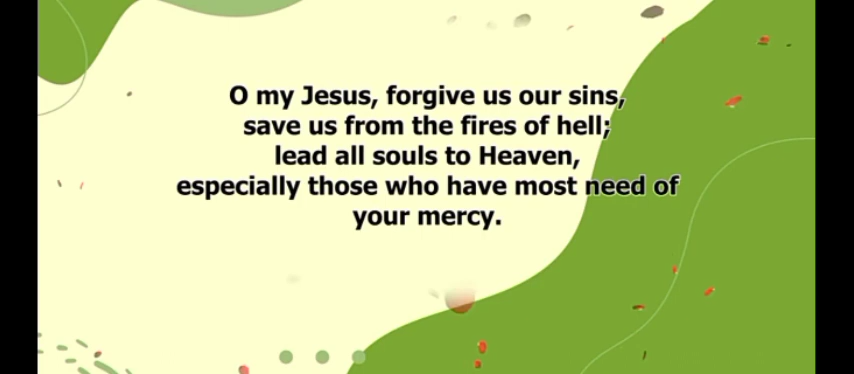 O my Jesus, forgive us our sins,
save us from the fires of hell;
lead all souls to Heaven,
especially those who have most need of
your mercy.